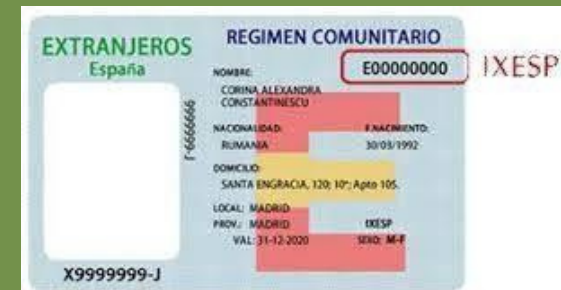 EXTRANJEROS
España
REGIMEN COMUNITARIO
NOMBRE:
E00000000
IXESP
CORINA ALEXANDRA
CONSTANTINESCU
NACIONALIDAD:
F.NACIMIENTO:
RUMANIA
30/03/1992
DOMICILIO:
SANTA ENGRACIA, 120; 10º; Apto 105.
LOCAL: MADRID
PROV.: MADRID
IXESP
VAL: 31-12-2020
SEXO: M-F
X9999999-J